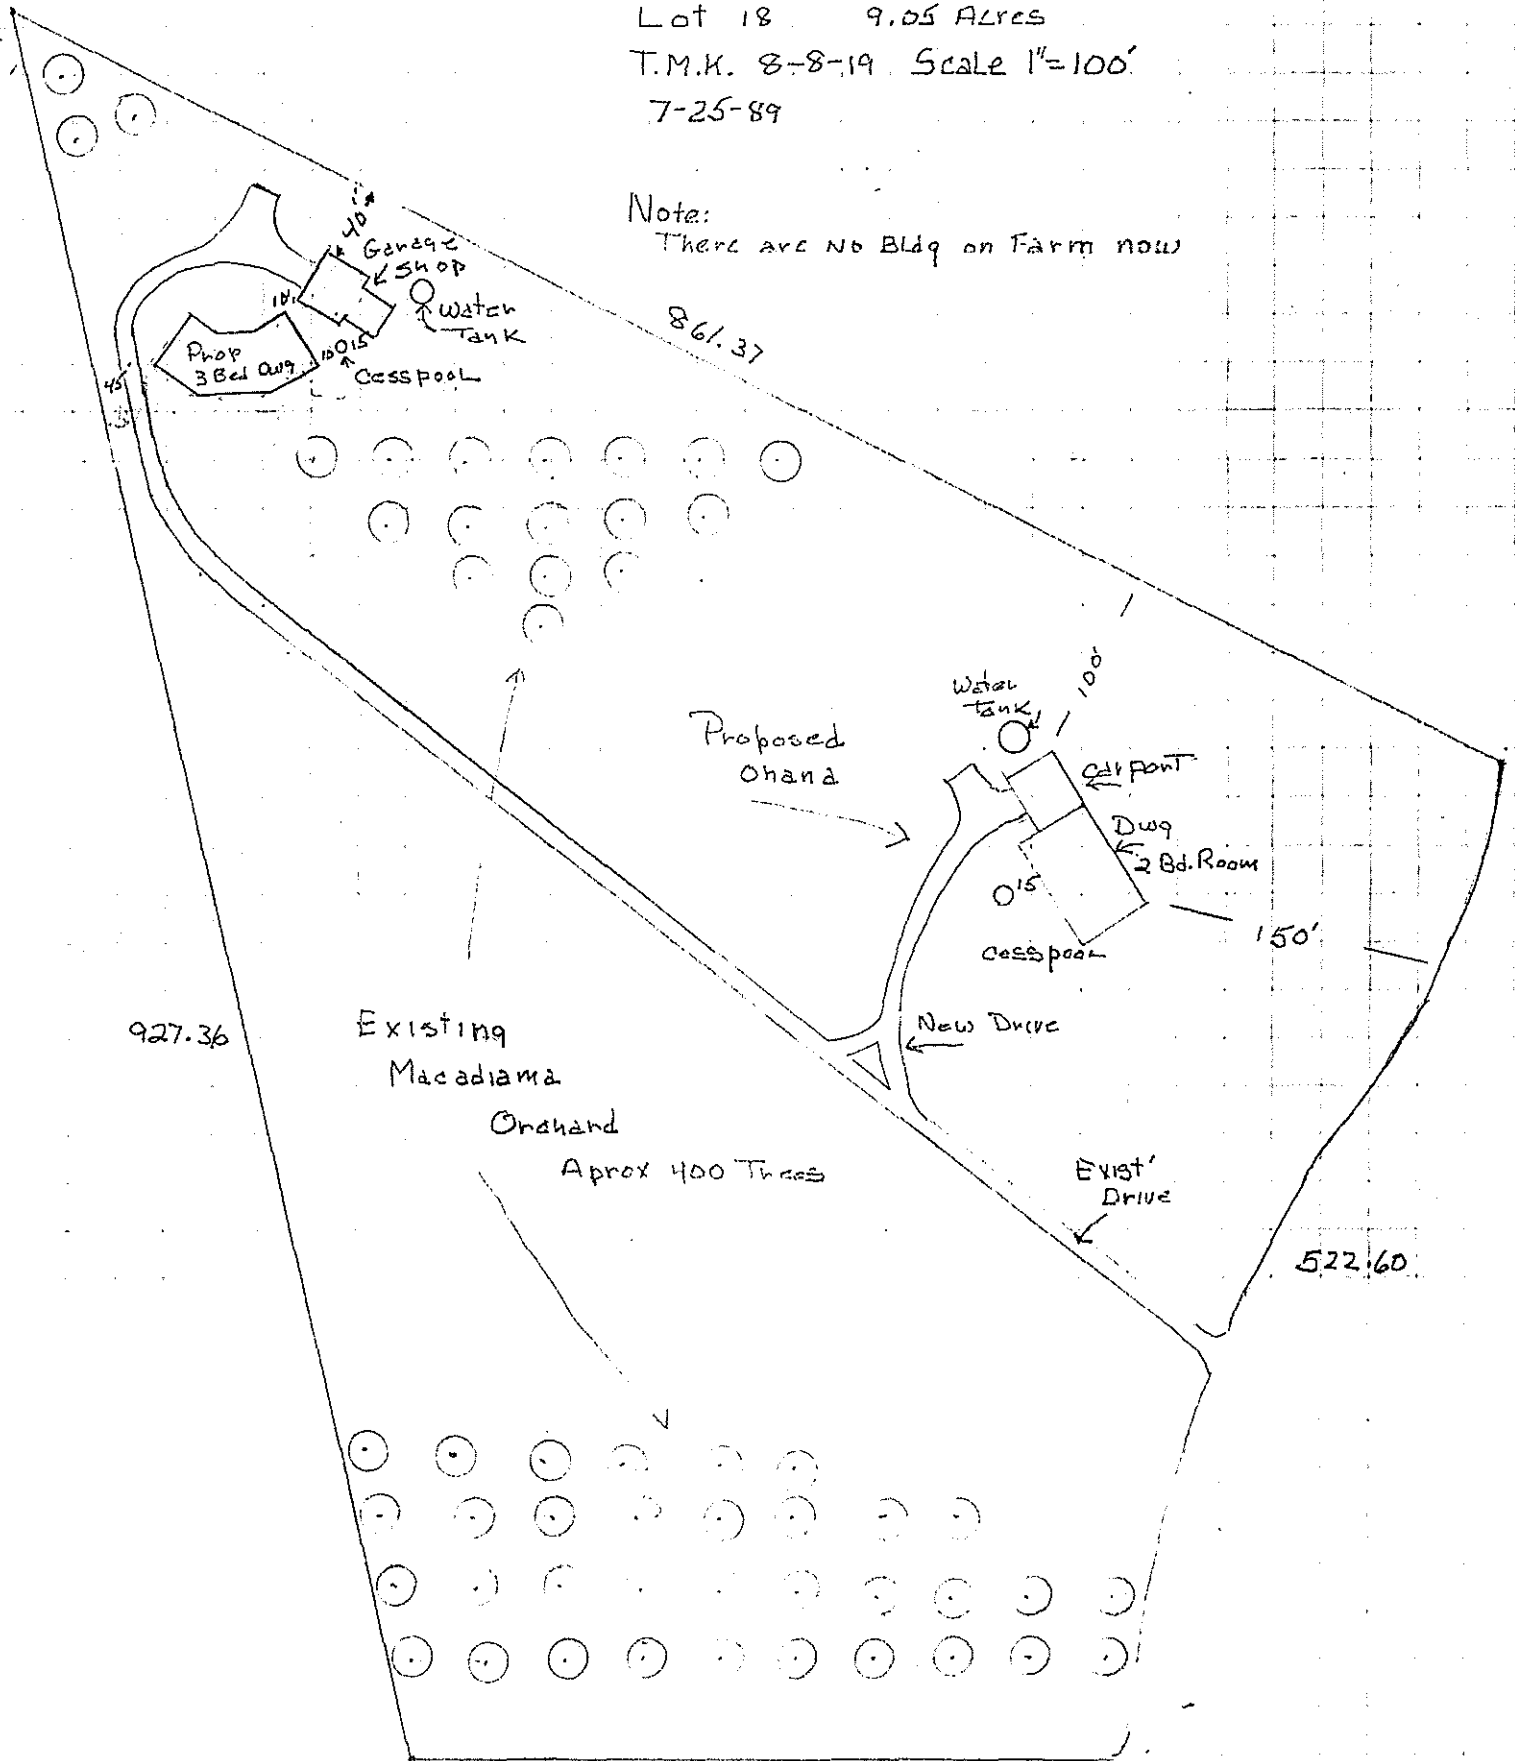 Lot 18 9.05 Acres
T.M.K. 8-8-19 Scale 1"=100'
7-25-89
Note:
There are No Bldg on Farm now
40'
Garage
Shop
Water
Tank
10'
Prop
3 Bed Dwg
10 15
Cesspool
45'
861.37
100'
Water
Tank
Proposed
Ohana
carport
Dwg
2 Bd. Room
15
cesspool
150'
New Drive
927.36
Existing
Macadiama
Orchard
Aprox 400 Trees
Exist'
Drive
522.60